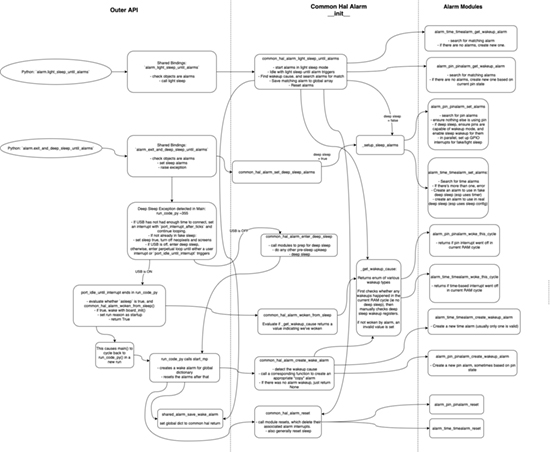 Outer API
Common Hal Alarm
__init__
Alarm Modules
Python: `alarm.light_sleep_until_alarms`
Shared Bindings:
`alarm_light_sleep_until_alarms`
- check objects are alarms
- call light sleep
common_hal_alarm_light_sleep_until_alarms
- start alarms in light sleep mode
- Idle with light sleep until alarm triggers
- Find wakeup cause, and search alarms for match
- Save matching alarm to global array
- Reset alarms
alarm_time_timealarm_get_wakeup_alarm
- search for matching alarm
- if there are no alarms, create new one.
alarm_pin_pinalarm_get_wakeup_alarm
- search for matching alarm
- if there are no alarms, create new one based on
current pin state
deep sleep
= false
alarm_pin_pinalarm_set_alarms
- search for pin alarms
- ensure nothing else is using pin
- if deep sleep, ensure pins are
capable of wakeup mode, and
enable sleep wakeup for them
- in parallel, set up GPIO
interrupts for fake/light sleep
Python: `alarm.exit_and_deep_sleep_until_alarms`
Shared Bindings:
`alarm_exit_and_deep_sleep_until_alarms`
- check objects are alarms
- set sleep alarms
- raise exception
_setup_sleep_alarms
deep sleep
= true
common_hal_alarm_set_deep_sleep_alarms
alarm_time_timealarm_set_alarms
- Search for time alarms
- if there's more than one, error
- Create an alarm to use in fake
deep sleep (esp uses timer)
- create an alarm to use in real
deep sleep (esp uses sleep config)
Deep Sleep Exception detected in Main:
run_code_py ~300
- If USB has not had enough time to connect, set
an interrupt with `port_interrupt_after_ticks` and
continue looping.
- if not already in fake sleep:
- set sleep true, turn off neopixels and screens
- if USB is off, enter deep sleep,
otherwise, enter perpetual loop until either a user
interrupt or `port_idle_until_interrupt` triggers
USB is OFF
common_hal_alarm_enter_deep_sleep
- call modules to prep for deep sleep
- do any other pre-sleep upkeep
- deep sleep
alarm_pin_pinalarm_woke_this_cycle
- returns if pin interrupt went off in
current RAM cycle
_get_wakeup_cause
Returns enum of various
wakeup types
First checks whether any
wakeups happened in the
current RAM cycle (ie no
deep sleep), then
manually checks deep
sleep wakeup registers
If not woken by alarm, an
invalid value is set
USB is ON
alarm_time_timealarm_woke_this_cycle
- returns if time-based interrupt went off in
current RAM cycle
port_idle_until_interrupt ends in run_code_py
- evaluate whether `asleep` is true, and
common_hal_alarm_woken_from_sleep()
- if true, wake with board_init()
- set run reason as startup
- return True
common_hal_alarm_woken_from_sleep
Evaluate if _get_wakeup_cause returns a
value indicating we've woken
alarm_time_timealarm_create_wakeup_alarm
- Create a new time alarm (usually only one is valid)
This causes main() to
cycle back to
run_code_py() in a
new run
run_code_py calls start_mp
- creates a wake alarm for global
dictionary
- resets the alarms after that
common_hal_alarm_create_wake_alarm
- detect the wakeup cause
- call a corresponding function to create an
appropriate "copy" alarm
- If there was no alarm wakeup, just return
None
alarm_pin_pinalarm_create_wakeup_alarm
- Create a new pin alarm, sometimes based on pin
state
shared_alarm_save_wake_alarm
set global dict to common hal return
common_hal_alarm_reset
- call module resets, which delete their
associated alarm interrupts.
- also generally reset sleep
alarm_pin_pinalarm_reset
alarm_time_timealarm_reset